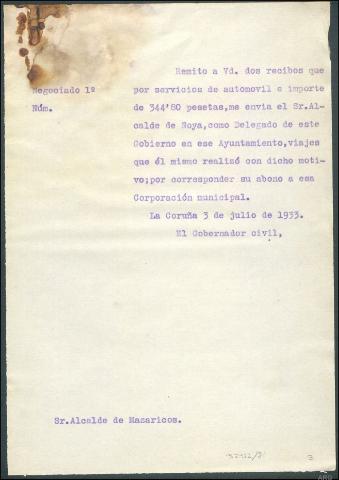 Remito a Vd. dos recibos que
Negociado 1º
por servicios de automovil e importe
Núm.
de 344'80 pesetas,me envia el Sr.Al-
calde de Noya,como Delegado de este
Gobierno en ese Ayuntamiento,viajes
que él mismo realizó con dicho moti-
vo;por corresponder su abono a esa
Corporación municipal.
La Coruña 3 de julio de 1933.
El Gobernador civil,
Sr.Alcalde de Mazaricos.
3
ARG